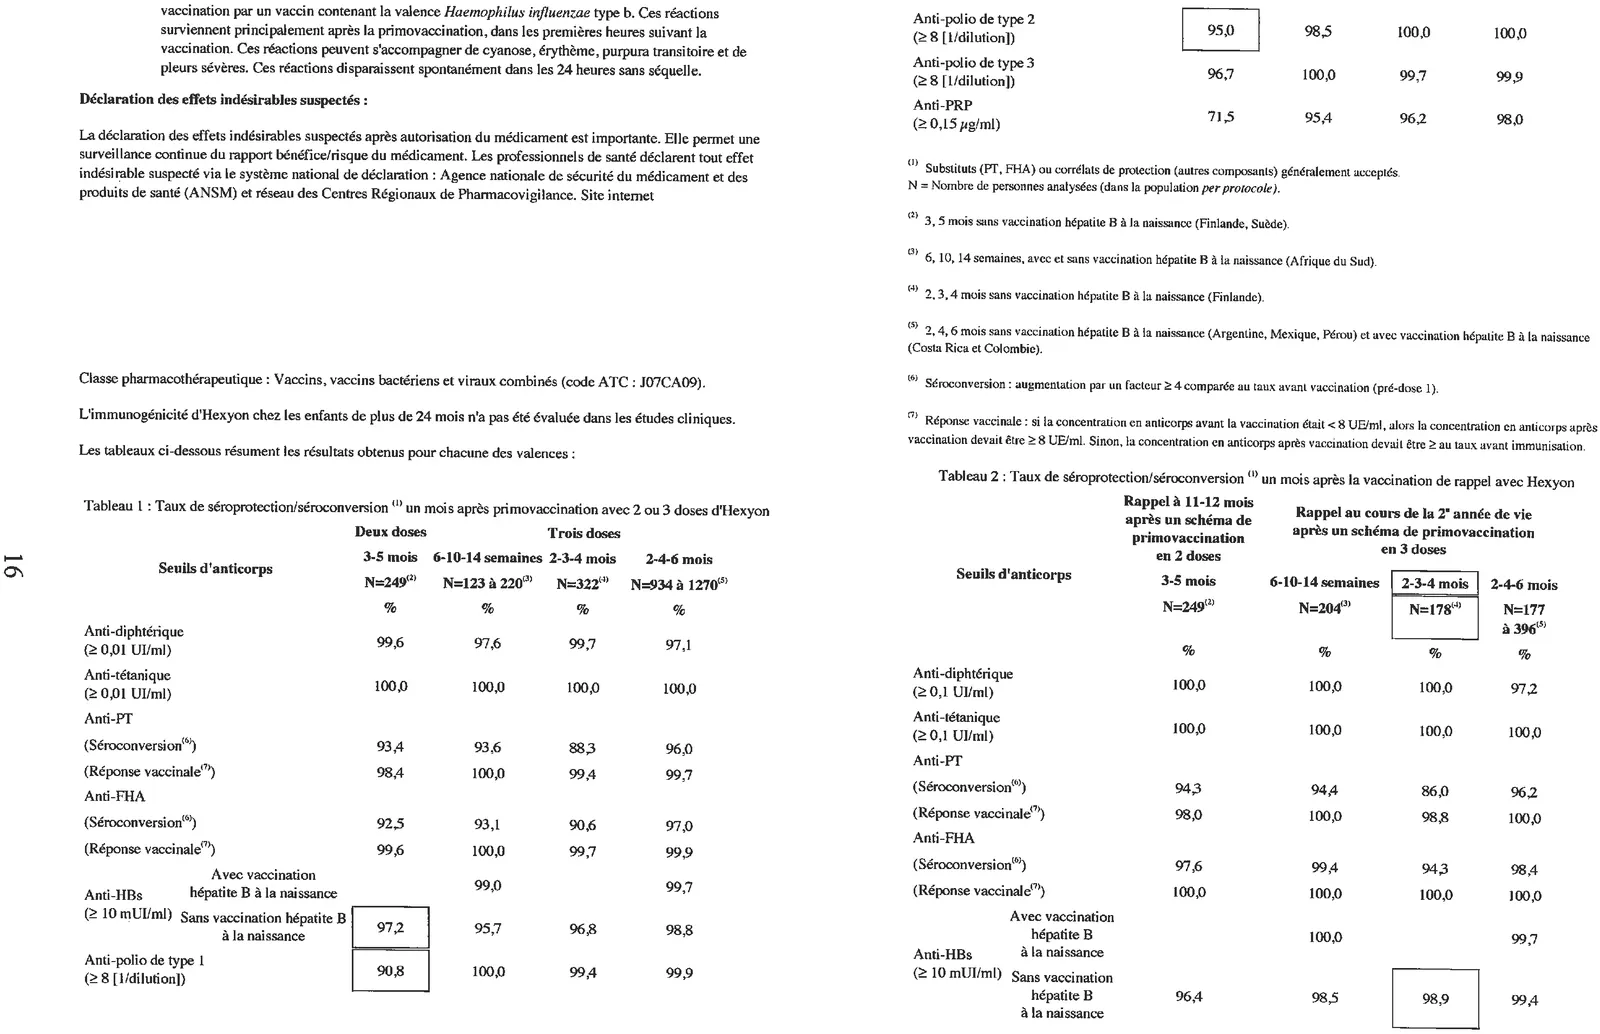 vaccination par un vaccin contenant la valence Haemophilus influenzae type b. Ces réactions
surviennent principalement après la primovaccination, dans les premières heures suivant la
vaccination. Ces réactions peuvent s'accompagner de cyanose, érythème, purpura transitoire et de
pleurs sévères. Ces réactions disparaissent spontanément dans les 24 heures sans séquelle.
Déclaration des effets indésirables suspectés :
La déclaration des effets indésirables suspectés après autorisation du médicament est importante. Elle permet une
surveillance continue du rapport bénéfice/risque du médicament. Les professionnels de santé déclarent tout effet
indésirable suspecté via le système national de déclaration : Agence nationale de sécurité du médicament et des
produits de santé (ANSM) et réseau des Centres Régionaux de Pharmacovigilance. Site internet
Classe pharmacothérapeutique : Vaccins, vaccins bactériens et viraux combinés (code ATC : J07CA09).
L'immunogénicité d'Hexyon chez les enfants de plus de 24 mois n'a pas été évaluée dans les études cliniques.
Les tableaux ci-dessous résument les résultats obtenus pour chacune des valences :
Tableau 1 : Taux de séroprotection/séroconversion (1) un mois après primovaccination avec 2 ou 3 doses d'Hexyon
Deux doses Trois doses
Seuils d'anticorps 3-5 mois 6-10-14 semaines 2-3-4 mois 2-4-6 mois
N=249(2) N=123 à 220(3) N=322(4) N=934 à 1270(5)
% % % %
Anti-diphtérique
(≥ 0,01 UI/ml) 99,6 97,6 99,7 97,1
Anti-tétanique
(≥ 0,01 UI/ml) 100,0 100,0 100,0 100,0
Anti-PT
(Séroconversion(6)) 93,4 93,6 88,3 96,0
(Réponse vaccinale(7)) 98,4 100,0 99,4 99,7
Anti-FHA
(Séroconversion(6)) 92,5 93,1 90,6 97,0
(Réponse vaccinale(7)) 99,6 100,0 99,7 99,9
Anti-HBs
(≥ 10 mUI/ml)
Avec vaccination
hépatite B à la naissance 99,0 99,7
Sans vaccination hépatite B
à la naissance 97,2 95,7 96,8 98,8
Anti-polio de type 1
(≥ 8 [1/dilution]) 90,8 100,0 99,4 99,9
16
Anti-polio de type 2
(≥ 8 [1/dilution]) 95,0 98,5 100,0 100,0
Anti-polio de type 3
(≥ 8 [1/dilution]) 96,7 100,0 99,7 99,9
Anti-PRP
(≥ 0,15 µg/ml) 71,5 95,4 96,2 98,0
(1) Substituts (PT, FHA) ou corrélats de protection (autres composants) généralement acceptés.
N = Nombre de personnes analysées (dans la population per protocole).
(2) 3, 5 mois sans vaccination hépatite B à la naissance (Finlande, Suède).
(3) 6, 10, 14 semaines, avec et sans vaccination hépatite B à la naissance (Afrique du Sud).
(4) 2, 3, 4 mois sans vaccination hépatite B à la naissance (Finlande).
(5) 2, 4, 6 mois sans vaccination hépatite B à la naissance (Argentine, Mexique, Pérou) et avec vaccination hépatite B à la naissance
(Costa Rica et Colombie).
(6) Séroconversion : augmentation par un facteur ≥ 4 comparée au taux avant vaccination (pré-dose 1).
(7) Réponse vaccinale : si la concentration en anticorps avant la vaccination était < 8 UE/ml, alors la concentration en anticorps après
vaccination devait être ≥ 8 UE/ml. Sinon, la concentration en anticorps après vaccination devait être ≥ au taux avant immunisation.
Tableau 2 : Taux de séroprotection/séroconversion (1) un mois après la vaccination de rappel avec Hexyon
Rappel à 11-12 mois
après un schéma de
primovaccination
en 2 doses
Rappel au cours de la 2e année de vie
après un schéma de primovaccination
en 3 doses
Seuils d'anticorps 3-5 mois 6-10-14 semaines 2-3-4 mois 2-4-6 mois
N=249(2) N=204(3) N=178(4) N=177
à 396(5)
% % % %
Anti-diphtérique
(≥ 0,1 UI/ml) 100,0 100,0 100,0 97,2
Anti-tétanique
(≥ 0,1 UI/ml) 100,0 100,0 100,0 100,0
Anti-PT
(Séroconversion(6)) 94,3 94,4 86,0 96,2
(Réponse vaccinale(7)) 98,0 100,0 98,8 100,0
Anti-FHA
(Séroconversion(6)) 97,6 99,4 94,3 98,4
(Réponse vaccinale(7)) 100,0 100,0 100,0 100,0
Anti-HBs
(≥ 10 mUI/ml)
Avec vaccination
hépatite B
à la naissance 100,0 99,7
Sans vaccination
hépatite B
à la naissance 96,4 98,5 98,9 99,4